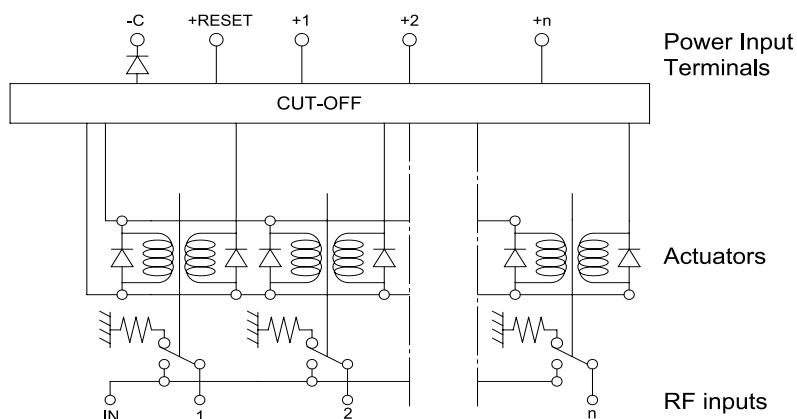 -C +RESET +1 +2 +n
Power Input
Terminals
CUT-OFF
Actuators
IN 1 2 n
RF inputs